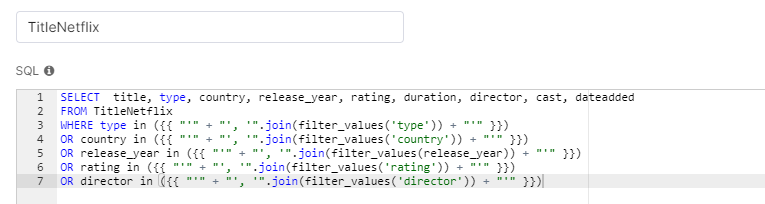 TitleNetflix
SQL
1 SELECT  title, type, country, release_year, rating, duration, director, cast, dateadded
2 FROM TitleNetflix
3 WHERE type in ({{ "'" + "', '".join(filter_values('type')) + "'" }})
4 OR country in ({{ "'" + "', '".join(filter_values('country')) + "'" }})
5 OR release_year in ({{ "'" + "', '".join(filter_values(release_year)) + "'" }})
6 OR rating in ({{ "'" + "', '".join(filter_values('rating')) + "'" }})
7 OR director in ({{ "'" + "', '".join(filter_values('director')) + "'" }})